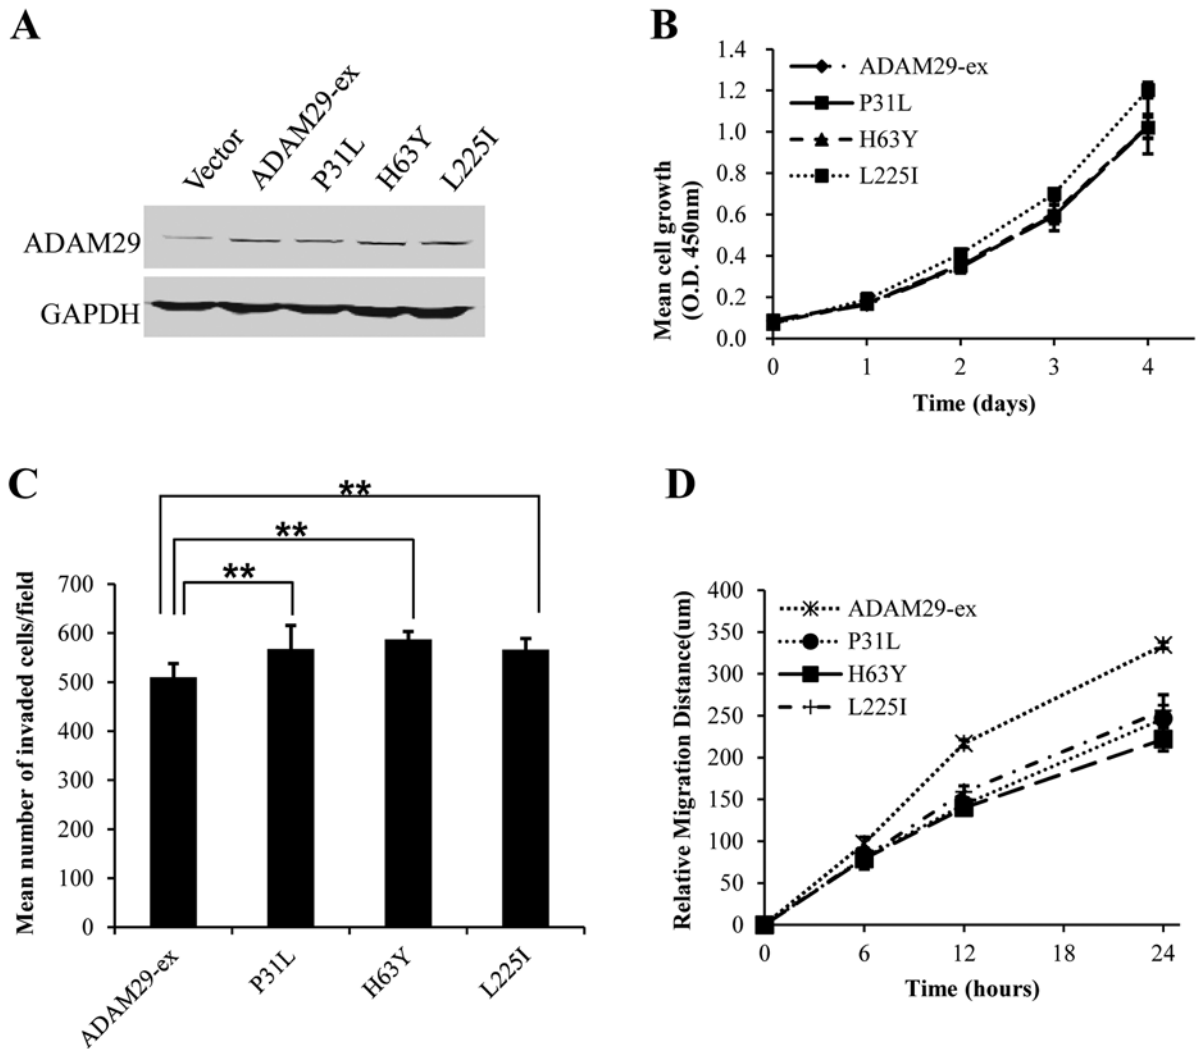 A
Vector
ADAM29-ex
P31L
H63Y
L225I
ADAM29
GAPDH
B
Mean cell growth
(O.D. 450nm)
1.4
1.2
1.0
0.8
0.6
0.4
0.2
0.0
ADAM29-ex
P31L
H63Y
L225I
0 1 2 3 4
Time (days)
C
**
**
**
Mean number of invaded cells/field
700
600
500
400
300
200
100
0
ADAM29-ex
P31L
H63Y
L225I
D
Relative Migration Distance(um)
400
350
300
250
200
150
100
50
0
ADAM29-ex
P31L
H63Y
L225I
0 6 12 18 24
Time (hours)